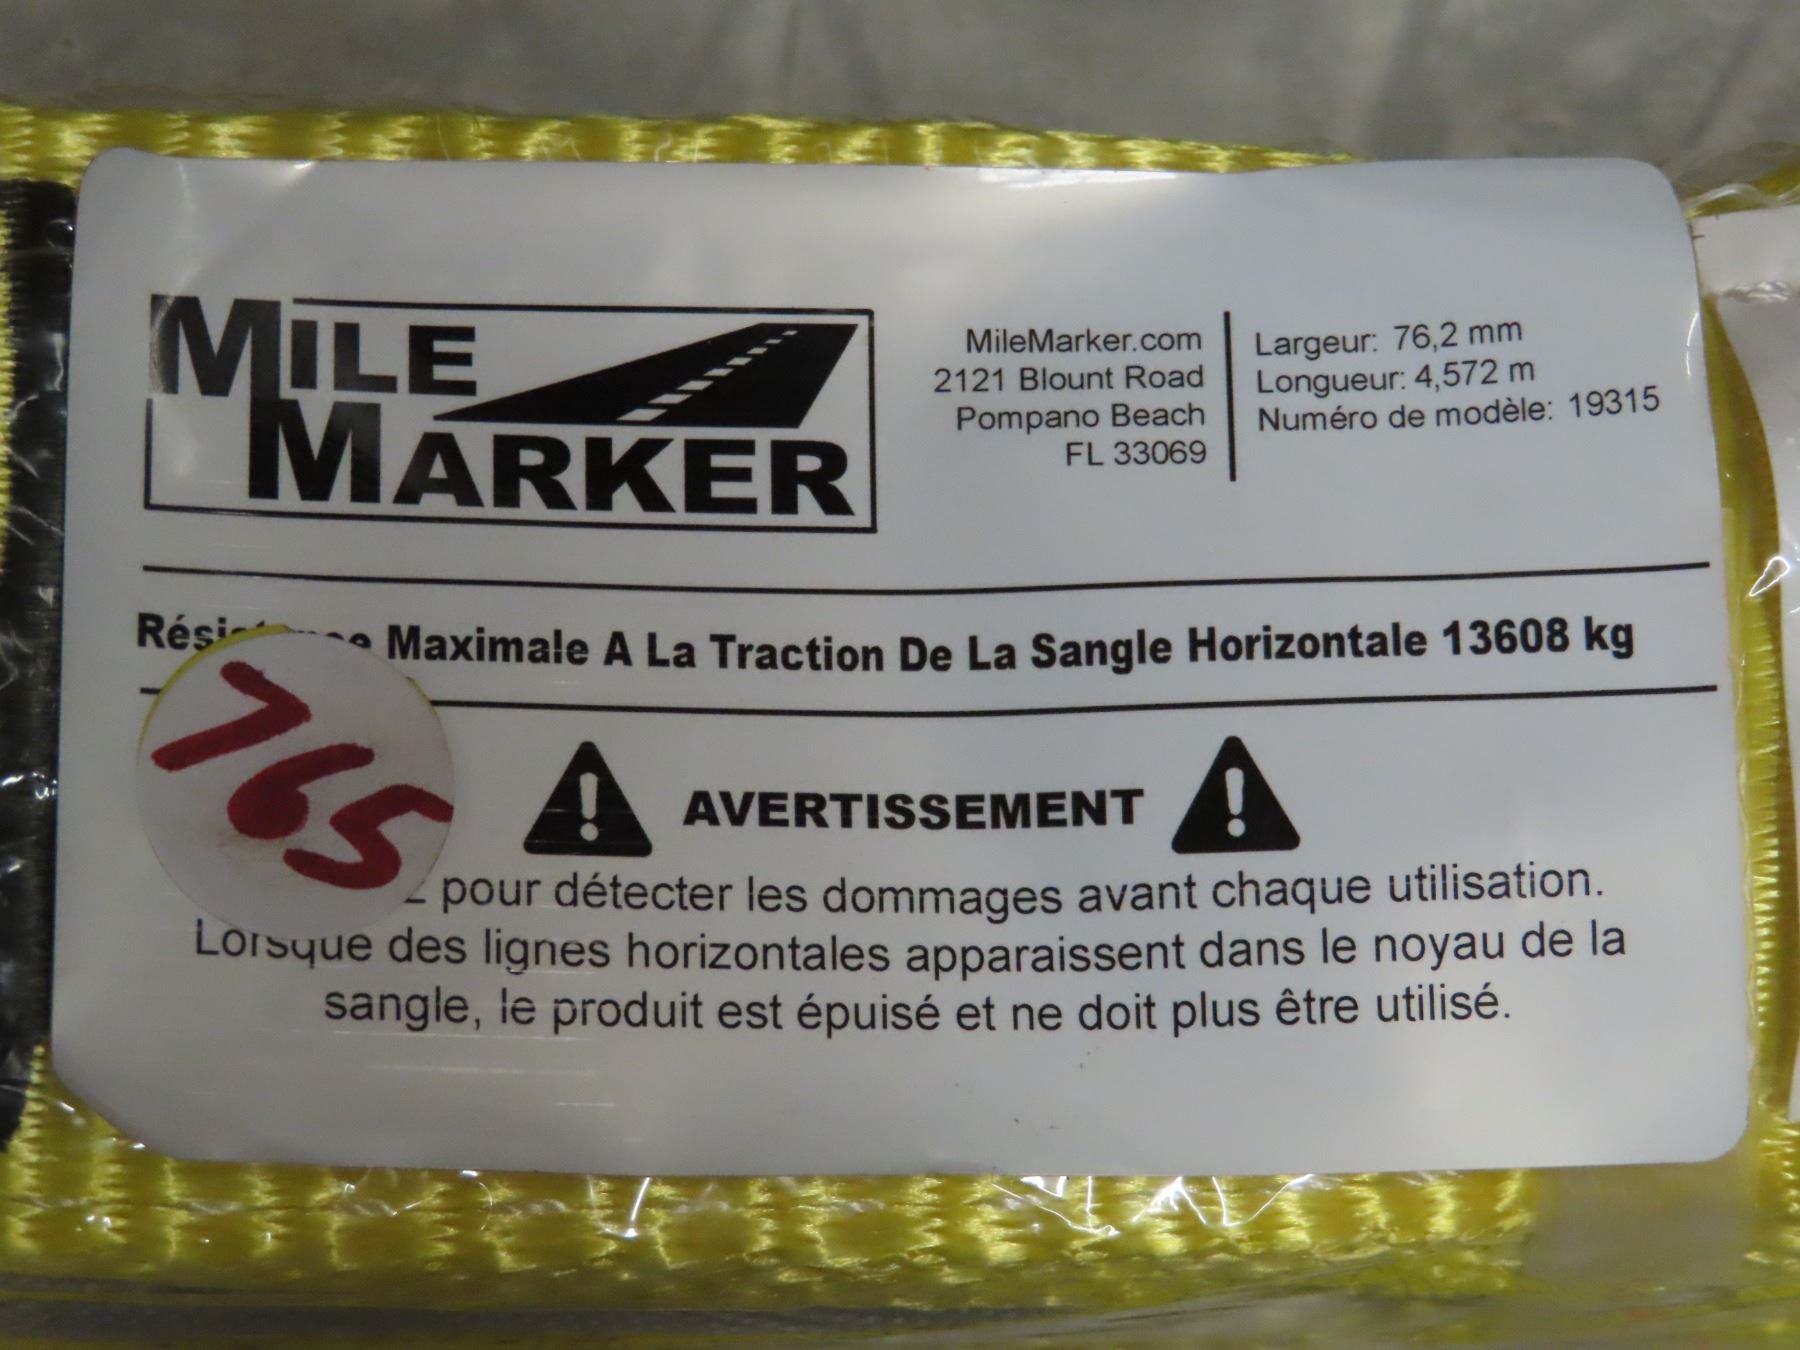 MILE
MARKER
MileMarker.com
2121 Blount Road
Pompano Beach
FL 33069
Largeur: 76,2 mm
Longueur: 4,572 m
Numéro de modèle: 19315
Maximale A La Traction De La Sangle Horizontale 13608 kg
765
AVERTISSEMENT
pour détecter les dommages avant chaque utilisation.
Lorsque des lignes horizontales apparaissent dans le noyau de la
sangle, le produit est épuisé et ne doit plus être utilisé.